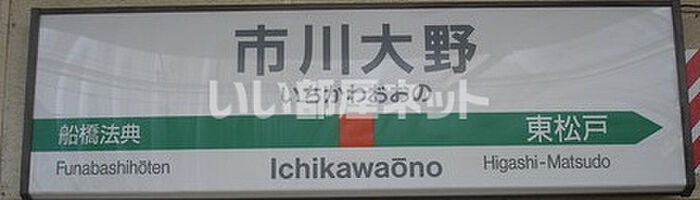 市川大野
いちかわおおの
いい部屋ネット
船橋法典
東松戸
Funabashihōten
Ichikawaōno
Higashi-Matsudo